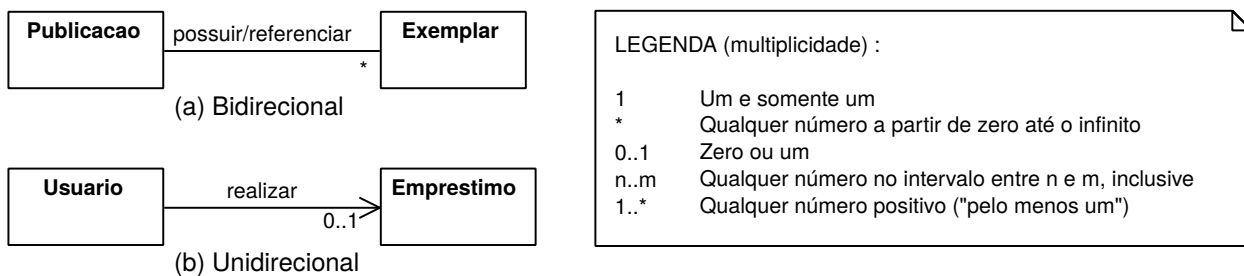 Publicacao
possuir/referenciar
Exemplar
*
(a) Bidirecional
Usuario
realizar
Emprestimo
0..1
(b) Unidirecional
LEGENDA (multiplicidade) :
1 Um e somente um
* Qualquer número a partir de zero até o infinito
0..1 Zero ou um
n..m Qualquer número no intervalo entre n e m, inclusive
1..* Qualquer número positivo ("pelo menos um")